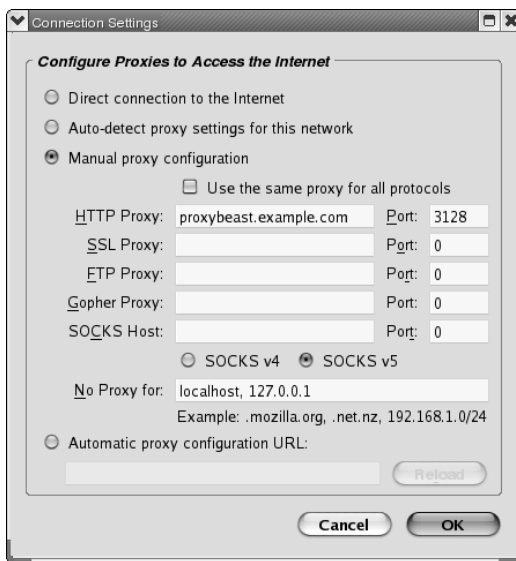 Connection Settings
Configure Proxies to Access the Internet
Direct connection to the Internet
Auto-detect proxy settings for this network
Manual proxy configuration
Use the same proxy for all protocols
HTTP Proxy: proxybeast.example.com Port: 3128
SSL Proxy: Port: 0
FTP Proxy: Port: 0
Gopher Proxy: Port: 0
SOCKS Host: Port: 0
SOCKS v4 SOCKS v5
No Proxy for: localhost, 127.0.0.1
Example: .mozilla.org, .net.nz, 192.168.1.0/24
Automatic proxy configuration URL:
Reload
Cancel OK